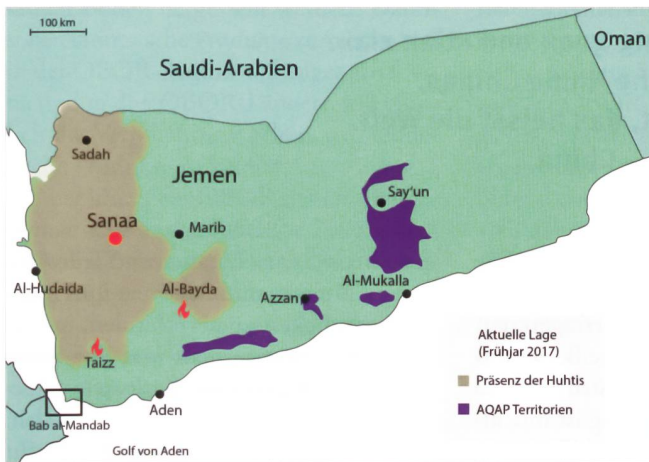 100 km
Oman
Saudi-Arabien
Sadah
Jemen
Say'un
Sanaa
Marib
Al-Hudaida
Al-Bayda
Azzan
Al-Mukalla
Taizz
Aktuelle Lage
(Frühjar 2017)
Präsenz der Huhtis
AQAP Territorien
Aden
Bab al-Mandab
Golf von Aden